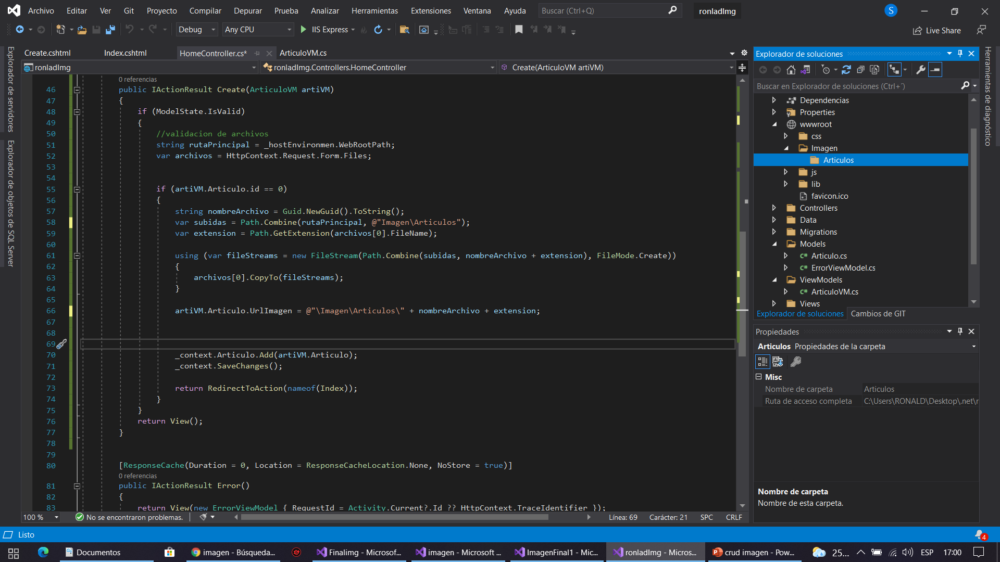 Archivo Editar Ver Git Proyecto Compilar Depurar Prueba Analizar Herramientas Extensiones Ventana Ayuda Buscar (Ctrl+Q) ronladImg S
Debug Any CPU IIS Express Live Share
Explorador de servidores
Explorador de objetos de SQL Server
Create.cshtml Index.cshtml HomeController.cs* ArticuloVM.cs
ronladImg ronladImg.Controllers.HomeController Create(ArticuloVM artiVM)
0 referencias
46 public IActionResult Create(ArticuloVM artiVM)
47 {
48 if (ModelState.IsValid)
49 {
50 //validacion de archivos
51 string rutaPrincipal = _hostEnvironmen.WebRootPath;
52 var archivos = HttpContext.Request.Form.Files;
53
54
55 if (artiVM.Articulo.id == 0)
56 {
57 string nombreArchivo = Guid.NewGuid().ToString();
58 var subidas = Path.Combine(rutaPrincipal, @"Imagen\Articulos");
59 var extension = Path.GetExtension(archivos[0].FileName);
60
61 using (var fileStreams = new FileStream(Path.Combine(subidas, nombreArchivo + extension), FileMode.Create))
62 {
63 archivos[0].CopyTo(fileStreams);
64 }
65
66 artiVM.Articulo.UrlImagen = @"\Imagen\Articulos\" + nombreArchivo + extension;
67
68
69
70 _context.Articulo.Add(artiVM.Articulo);
71 _context.SaveChanges();
72
73 return RedirectToAction(nameof(Index));
74 }
75 }
76 return View();
77 }
78
79
80 [ResponseCache(Duration = 0, Location = ResponseCacheLocation.None, NoStore = true)]
0 referencias
81 public IActionResult Error()
82 {
83 return View(new ErrorViewModel { RequestId = Activity.Current?.Id ?? HttpContext.TraceIdentifier });
100 % No se encontraron problemas. Línea: 69 Carácter: 21 SPC CRLF
Explorador de soluciones
Buscar en Explorador de soluciones (Ctrl+´)
Dependencias
Properties
wwwroot
css
Imagen
Articulos
js
lib
favicon.ico
Controllers
Data
Migrations
Models
C# Articulo.cs
C# ErrorViewModel.cs
ViewModels
C# ArticuloVM.cs
Views
Explorador de soluciones Cambios de GIT
Propiedades
Articulos Propiedades de la carpeta
Misc
Nombre de carpeta Articulos
Ruta de acceso completa C:\Users\RONALD\Desktop\.net\r
Nombre de carpeta
Nombre de esta carpeta.
Herramientas de diagnóstico
Listo 4
Documentos imagen - Búsqueda... FinaIimg - Microsof... imagen - Microsoft ... ImagenFinal1 - Mic... ronladImg - Micros... crud imagen - Pow... 25... ESP 17:00